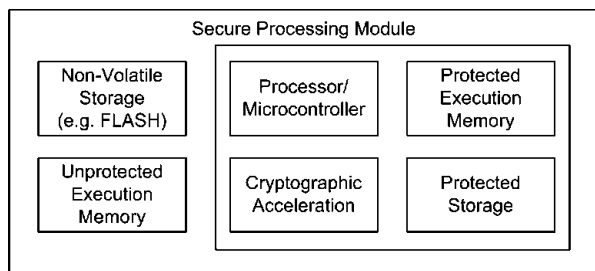 Secure Processing Module
Non-Volatile
Storage
(e.g. FLASH)
Processor/
Microcontroller
Protected
Execution
Memory
Unprotected
Execution
Memory
Cryptographic
Acceleration
Protected
Storage